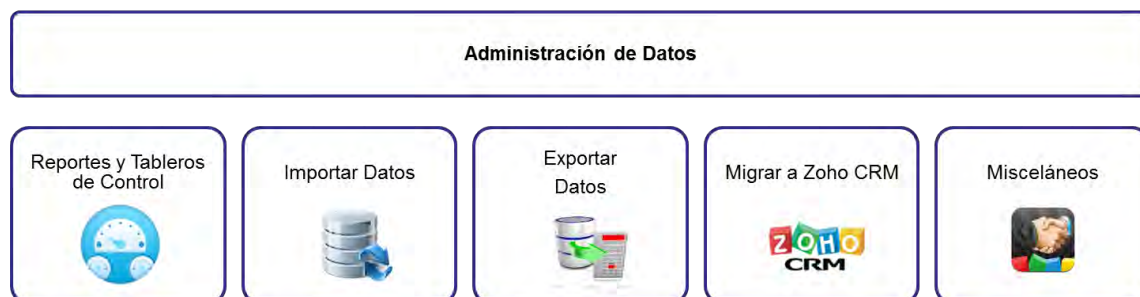 Administración de Datos
Reportes y Tableros
de Control
Importar Datos
Exportar
Datos
Migrar a Zoho CRM
Misceláneos
ZOHO
CRM